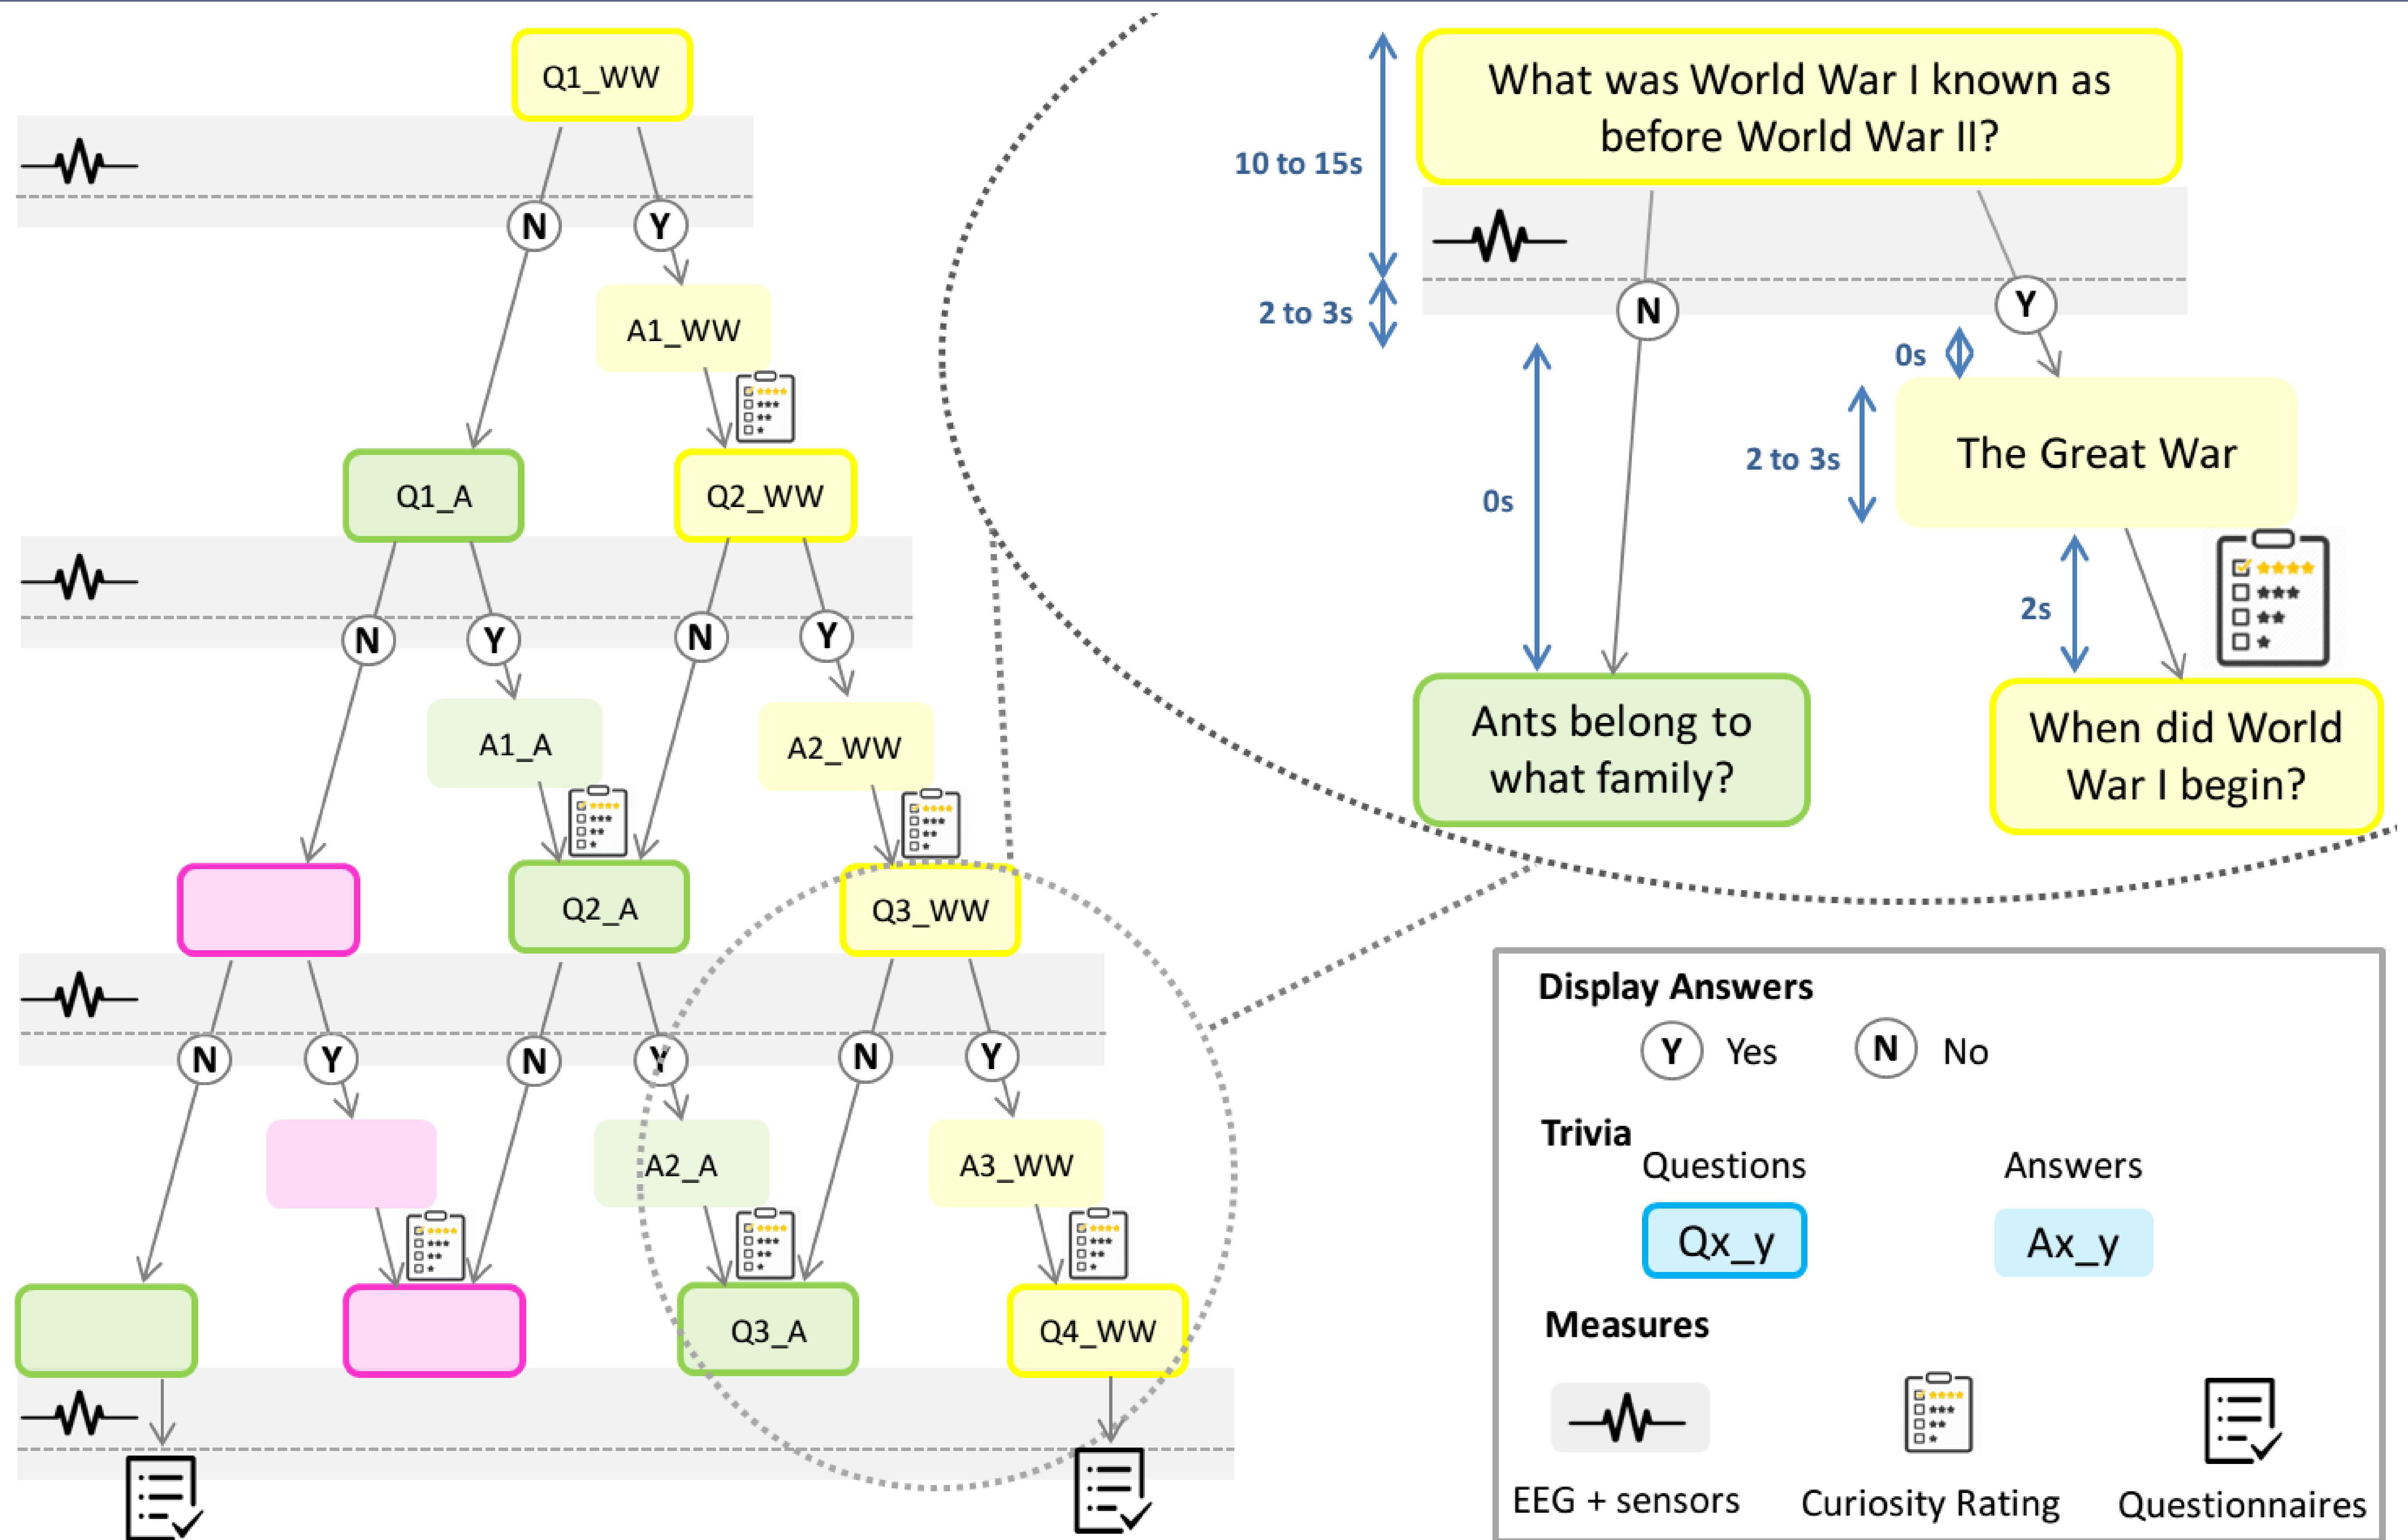 Q1_WW
N
Y
A1_WW
Q1_A
Q2_WW
N
Y
N
Y
A1_A
A2_WW
Q2_A
Q3_WW
N
Y
N
Y
N
Y
A2_A
A3_WW
Q3_A
Q4_WW
What was World War I known as
before World War II?
10 to 15s
2 to 3s
N
Y
0s
2 to 3s
The Great War
0s
2s
Ants belong to
what family?
When did World
War I begin?
Display Answers
Y Yes N No
Trivia
Questions Answers
Qx_y Ax_y
Measures
EEG + sensors Curiosity Rating Questionnaires